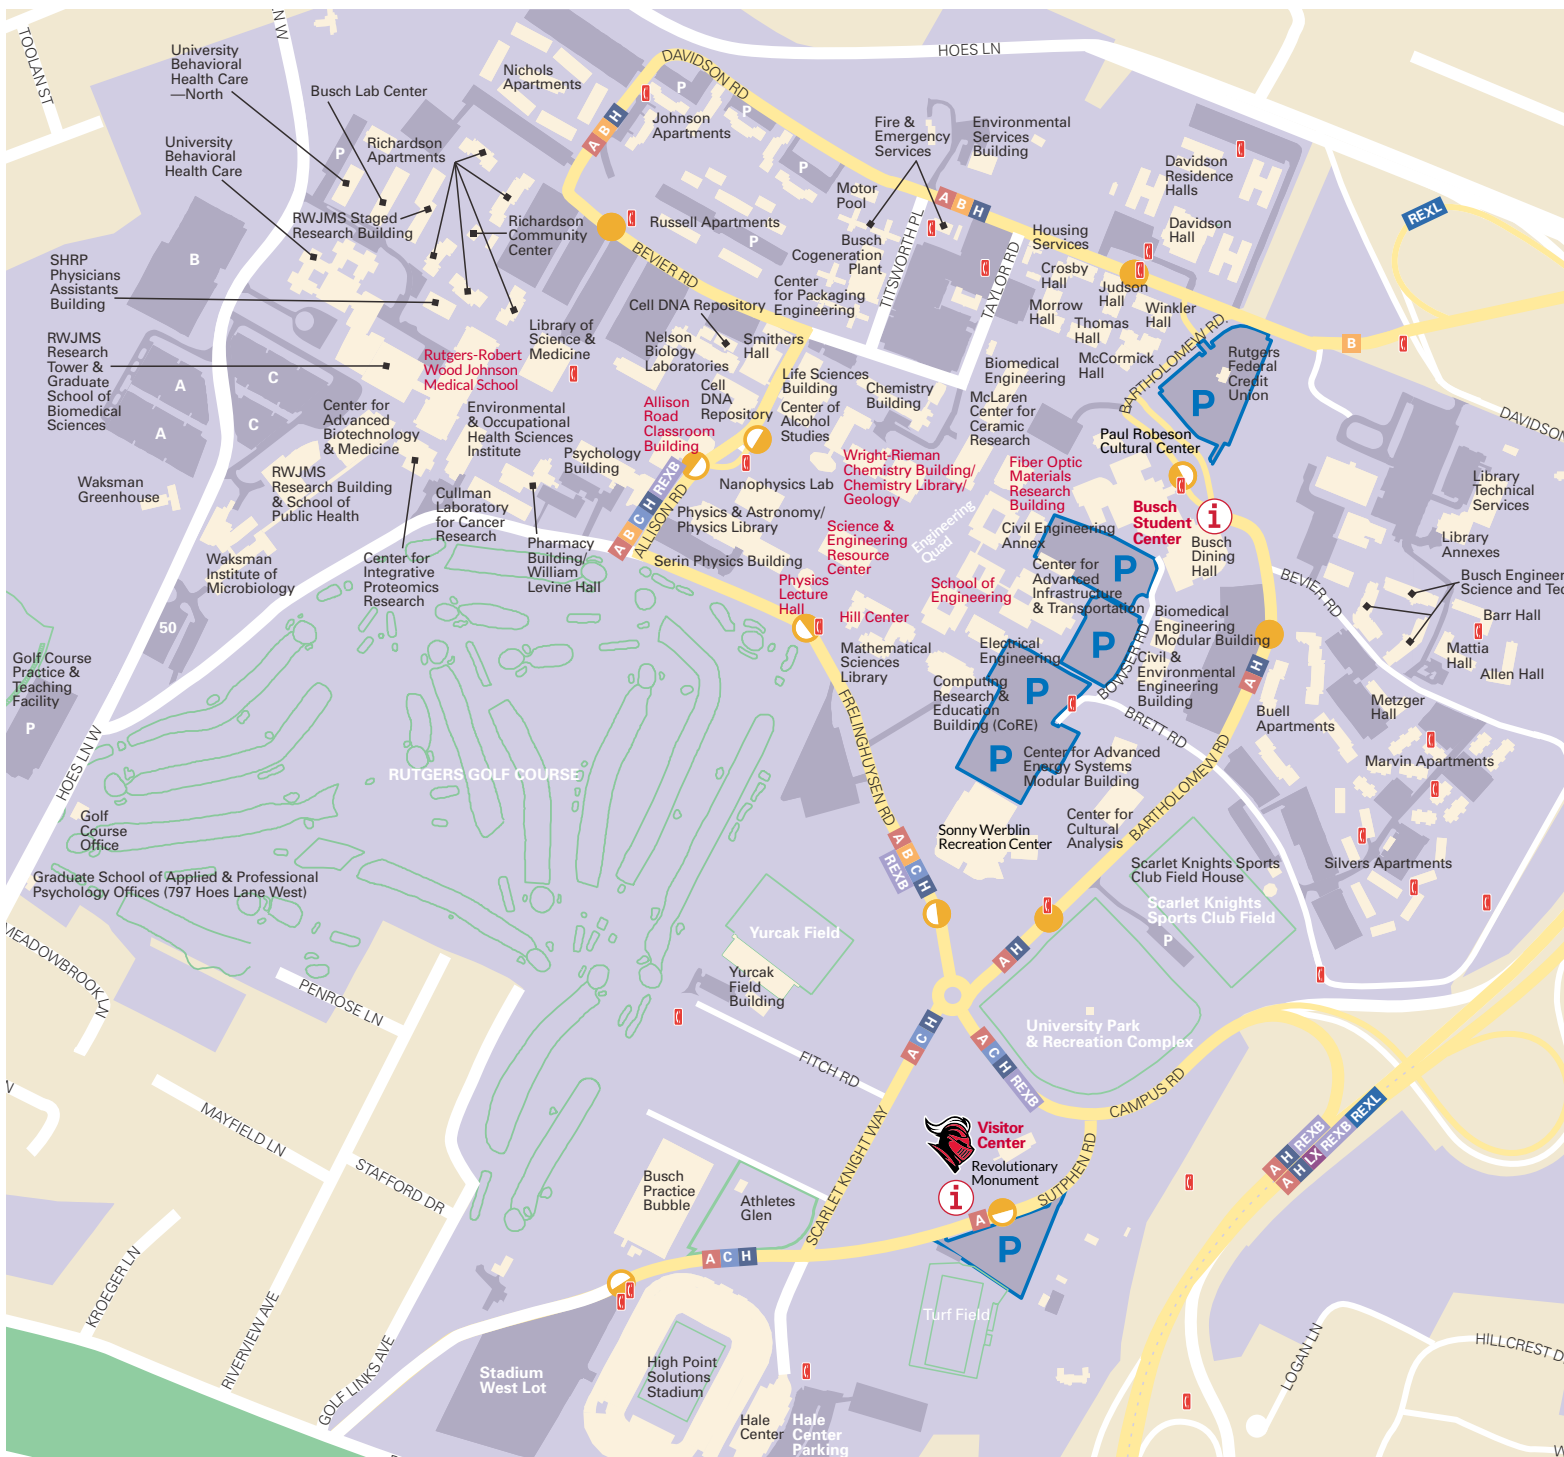 TOOLAN ST
HOES LN
DAVIDSON RD
University
Behavioral
Health Care
—North
Busch Lab Center
Nichols
Apartments
P
P
Johnson
Apartments
A B H
University
Behavioral
Health Care
P
Richardson
Apartments
P
Fire &
Emergency
Services
Environmental
Services
Building
Davidson
Residence
Halls
REXL
Motor
Pool
A B H
RWJMS Staged
Research Building
Richardson
Community
Center
Russell Apartments
P
Davidson
Hall
Housing
Services
SHRP
Physicians
Assistants
Building
B
BEVIER RD
Busch
Cogeneration
Plant
TITSWORTH PL
TAYLOR RD
Crosby
Hall
Judson
Hall
Center
for Packaging
Engineering
Cell DNA Repository
Morrow
Hall
Winkler
Hall
Thomas
Hall
Library of
Science &
Medicine
Nelson
Biology
Laboratories
Smithers
Hall
RWJMS
Research
Tower &
Graduate
School of
Biomedical
Sciences
Rutgers-Robert
Wood Johnson
Medical School
BARTHOLOMEW RD.
B
Rutgers
Federal
Credit
Union
P
McCormick
Hall
Biomedical
Engineering
A
C
A
C
Life Sciences
Building
Chemistry
Building
Cell
DNA
Repository
McLaren
Center for
Ceramic
Research
DAVIDSON
Allison
Road
Classroom
Building
Center of
Alcohol
Studies
Center for
Advanced
Biotechnology
& Medicine
Environmental
& Occupational
Health Sciences
Institute
Paul Robeson
Cultural Center
Psychology
Building
Wright-Rieman
Chemistry Building/
Chemistry Library/
Geology
Fiber Optic
Materials
Research
Building
Waksman
Greenhouse
RWJMS
Research Building
& School of
Public Health
Cullman
Laboratory
for Cancer
Research
Nanophysics Lab
A B C H REXB
ALLISON RD
Physics & Astronomy/
Physics Library
Library
Technical
Services
Busch
Student
Center
i
Science &
Engineering
Resource
Center
Engineering
Quad
Civil Engineering
Annex
Busch
Dining
Hall
Library
Annexes
Waksman
Institute of
Microbiology
Center for
Integrative
Proteomics
Research
Pharmacy
Building/
William
Levine Hall
Serin Physics Building
Physics
Lecture
Hall
School of
Engineering
Center for
Advanced
Infrastructure
& Transportation
P
BEVIER RD
Busch Engineer
Science and Tec
Hill Center
Biomedical
Engineering
Modular Building
Barr Hall
50
Golf Course
Practice &
Teaching
Facility
P
Mathematical
Sciences
Library
Electrical
Engineering
P
BOWSER RD
Civil &
Environmental
Engineering
Building
A H
Mattia
Hall
Allen Hall
Computing
Research &
Education
Building (CoRE)
P
Metzger
Hall
Buell
Apartments
BRETT RD
HOES LN W
RUTGERS GOLF COURSE
FRELINGHUYSEN RD
P
Center for Advanced
Energy Systems
Modular Building
Marvin Apartments
BARTHOLOMEW RD
Golf
Course
Office
Sonny Werblin
Recreation Center
Center for
Cultural
Analysis
A B C H
REXB
Scarlet Knights Sports
Club Field House
Silvers Apartments
Graduate School of Applied & Professional
Psychology Offices (797 Hoes Lane West)
Scarlet Knights
Sports Club Field
P
Yurcak Field
MEADOWBROOK LN
A H
PENROSE LN
Yurcak
Field
Building
University Park
& Recreation Complex
A C H
A C H REXB
FITCH RD
CAMPUS RD
MAYFIELD LN
STAFFORD DR
SCARLET KNIGHT WAY
Visitor
Center
Revolutionary
Monument
i
SUTPHEN RD
A H REXB
A H LX REXB REXL
Busch
Practice
Bubble
Athletes
Glen
A
P
A C H
KROEGER LN
RIVERVIEW AVE
GOLF LINKS AVE
Turf Field
LOGAN LN
HILLCREST D
Stadium
West Lot
High Point
Solutions
Stadium
Hale
Center
Hale
Center
Parking